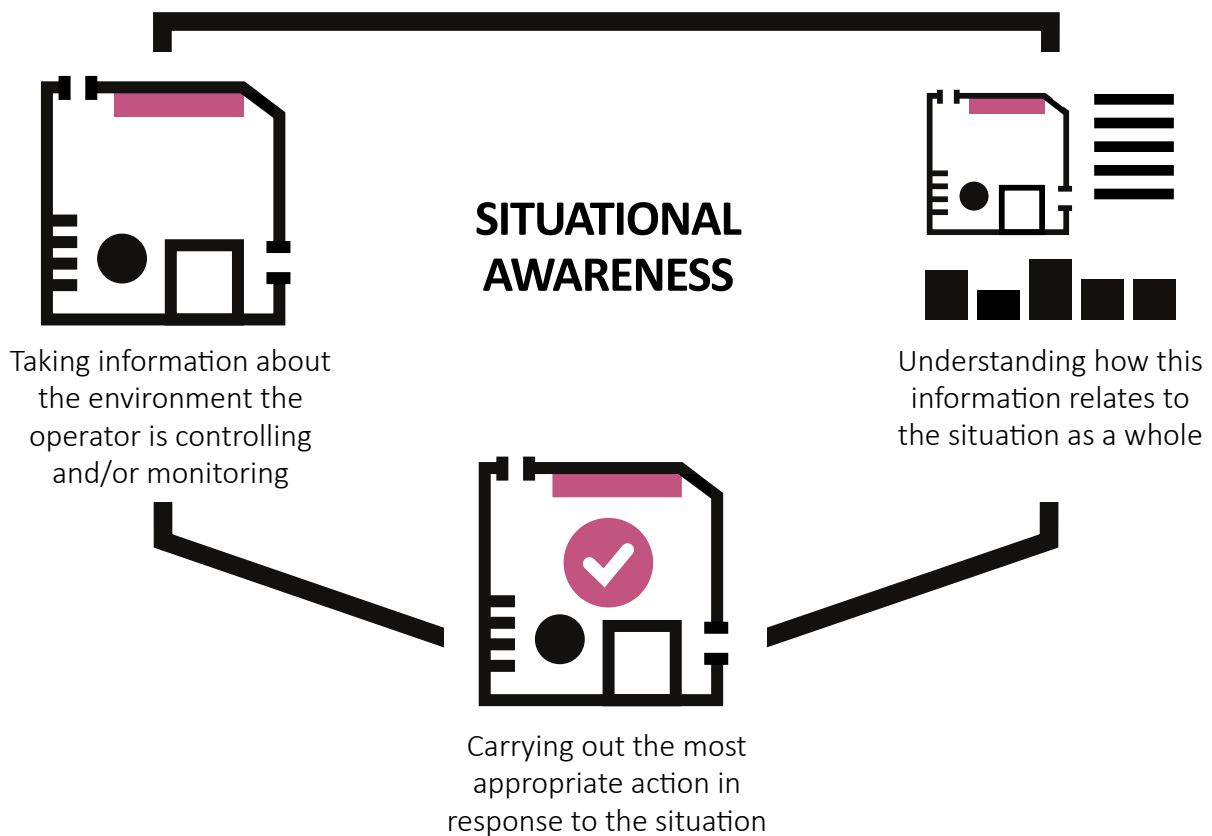 SITUATIONAL
AWARENESS
Taking information about
the environment the
operator is controlling
and/or monitoring
Understanding how this
information relates to
the situation as a whole
Carrying out the most
appropriate action in
response to the situation